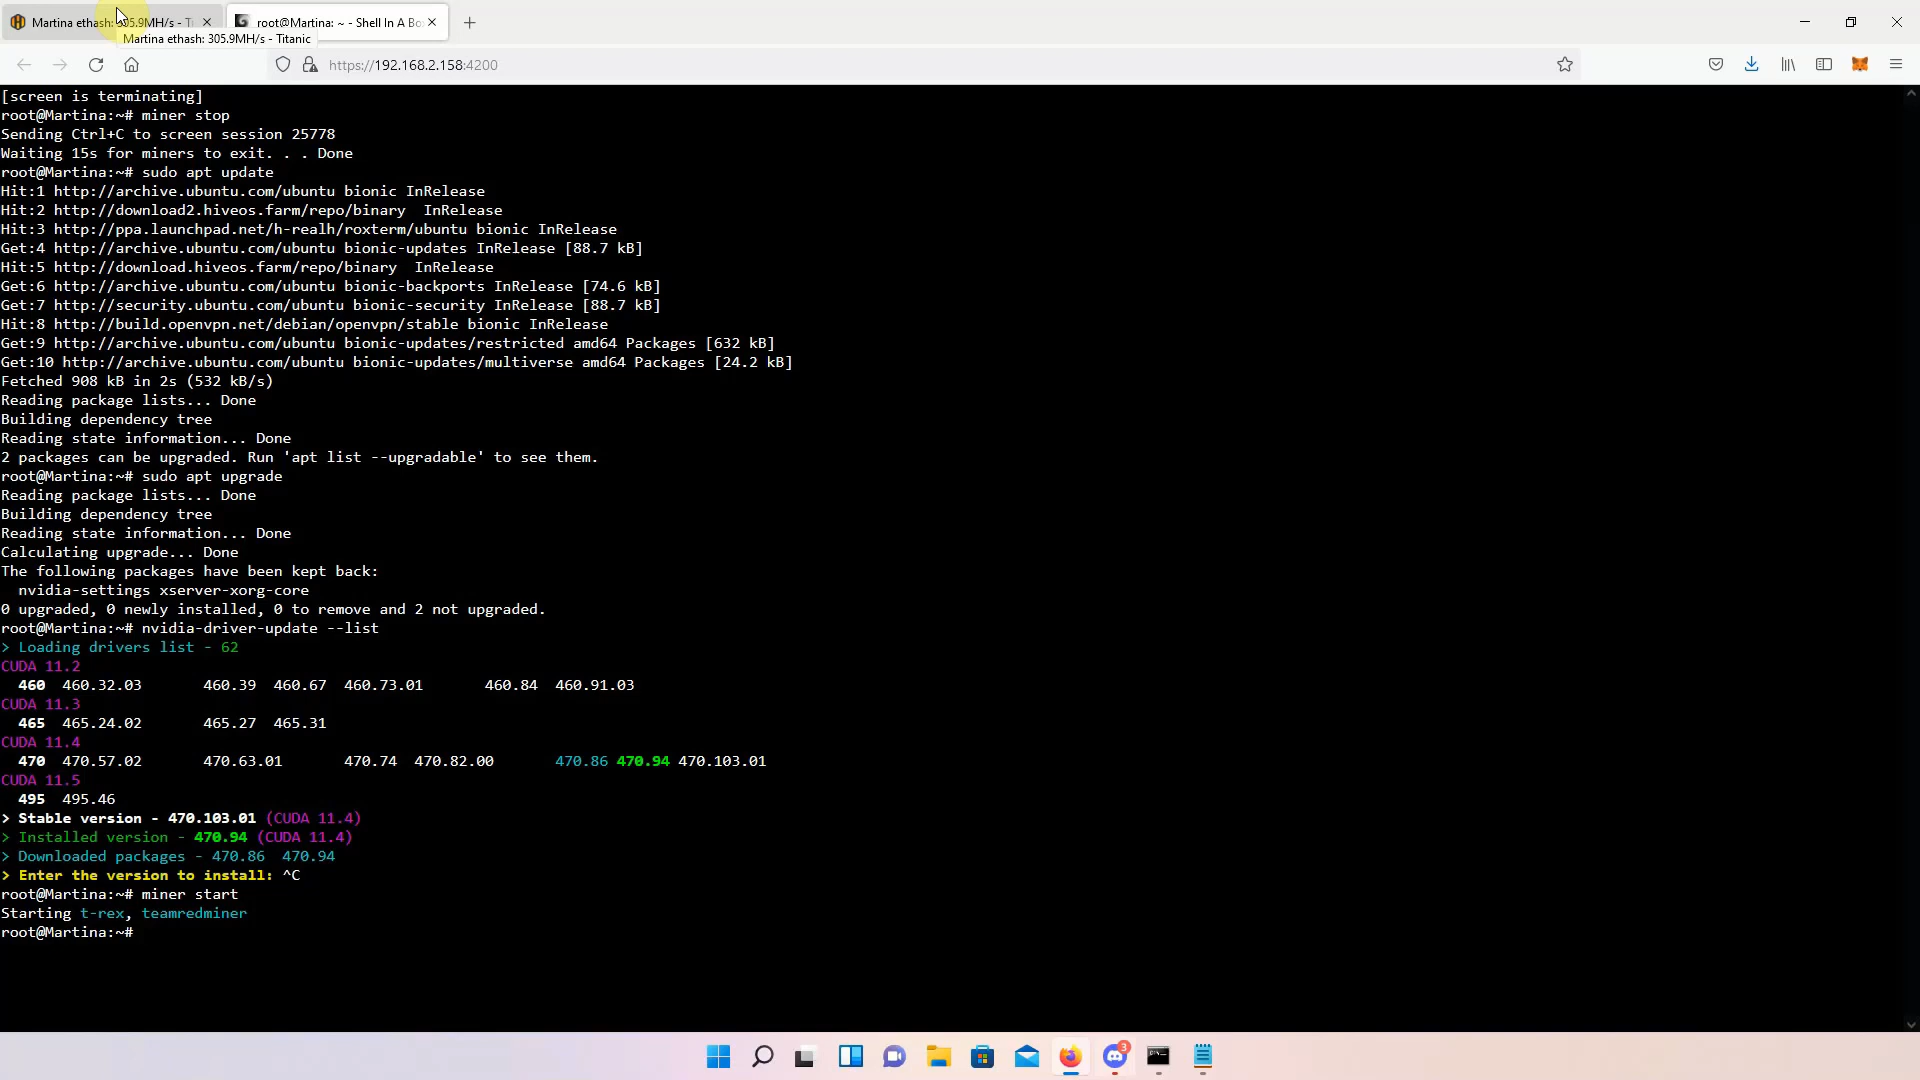 Martina ethash: 305.9MH/s - Ti
root@Martina: ~ - Shell In A Bo
Martina ethash: 305.9MH/s - Titanic
https://192.168.2.158:4200
[screen is terminating]
root@Martina:~# miner stop
Sending Ctrl+C to screen session 25778
Waiting 15s for miners to exit. . . Done
root@Martina:~# sudo apt update
Hit:1 http://archive.ubuntu.com/ubuntu bionic InRelease
Hit:2 http://download2.hiveos.farm/repo/binary  InRelease
Hit:3 http://ppa.launchpad.net/h-realh/roxterm/ubuntu bionic InRelease
Get:4 http://archive.ubuntu.com/ubuntu bionic-updates InRelease [88.7 kB]
Hit:5 http://download.hiveos.farm/repo/binary  InRelease
Get:6 http://archive.ubuntu.com/ubuntu bionic-backports InRelease [74.6 kB]
Get:7 http://security.ubuntu.com/ubuntu bionic-security InRelease [88.7 kB]
Hit:8 http://build.openvpn.net/debian/openvpn/stable bionic InRelease
Get:9 http://archive.ubuntu.com/ubuntu bionic-updates/restricted amd64 Packages [632 kB]
Get:10 http://archive.ubuntu.com/ubuntu bionic-updates/multiverse amd64 Packages [24.2 kB]
Fetched 908 kB in 2s (532 kB/s)
Reading package lists... Done
Building dependency tree
Reading state information... Done
2 packages can be upgraded. Run 'apt list --upgradable' to see them.
root@Martina:~# sudo apt upgrade
Reading package lists... Done
Building dependency tree
Reading state information... Done
Calculating upgrade... Done
The following packages have been kept back:
  nvidia-settings xserver-xorg-core
0 upgraded, 0 newly installed, 0 to remove and 2 not upgraded.
root@Martina:~# nvidia-driver-update --list
> Loading drivers list - 62
CUDA 11.2
460  460.32.03  460.39  460.67  460.73.01  460.84  460.91.03
CUDA 11.3
465  465.24.02  465.27  465.31
CUDA 11.4
470  470.57.02  470.63.01  470.74  470.82.00  470.86 470.94 470.103.01
CUDA 11.5
495  495.46
> Stable version - 470.103.01 (CUDA 11.4)
> Installed version - 470.94 (CUDA 11.4)
> Downloaded packages - 470.86  470.94
> Enter the version to install: ^C
root@Martina:~# miner start
Starting t-rex, teamredminer
root@Martina:~#
3